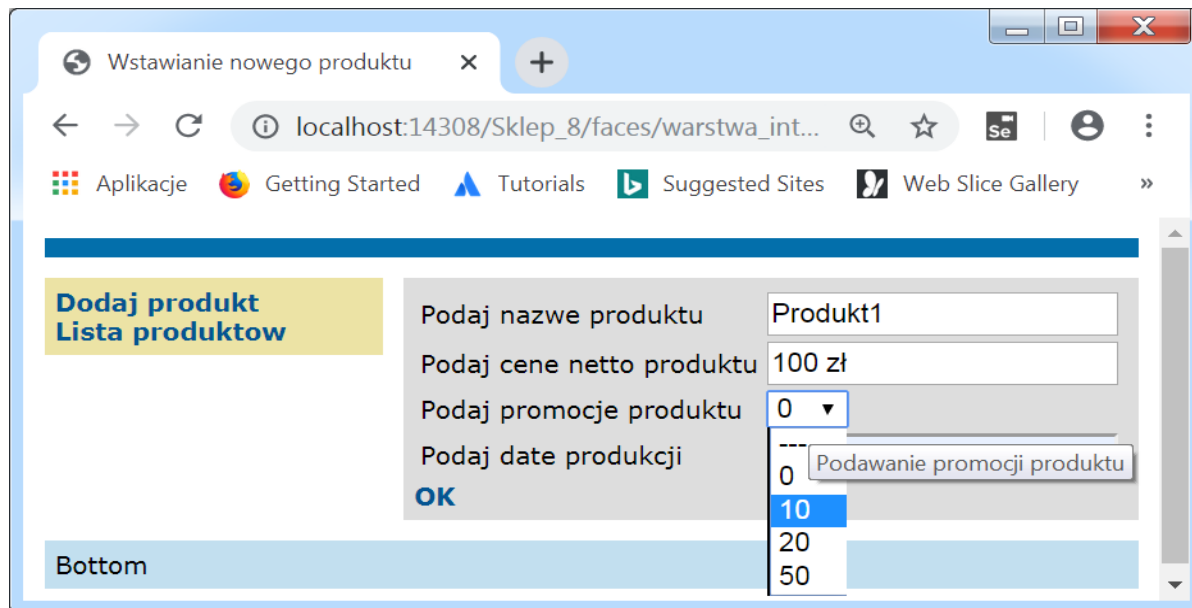 Wstawianie nowego produktu
localhost:14308/Sklep_8/faces/warstwa_int...
Se
Aplikacje Getting Started Tutorials Suggested Sites Web Slice Gallery »
Dodaj produkt
Lista produktow
Podaj nazwe produktu Produkt1
Podaj cene netto produktu 100 zł
Podaj promocje produktu 0
---
Podaj date produkcji
Podawanie promocji produktu
0
OK
10
20
50
Bottom